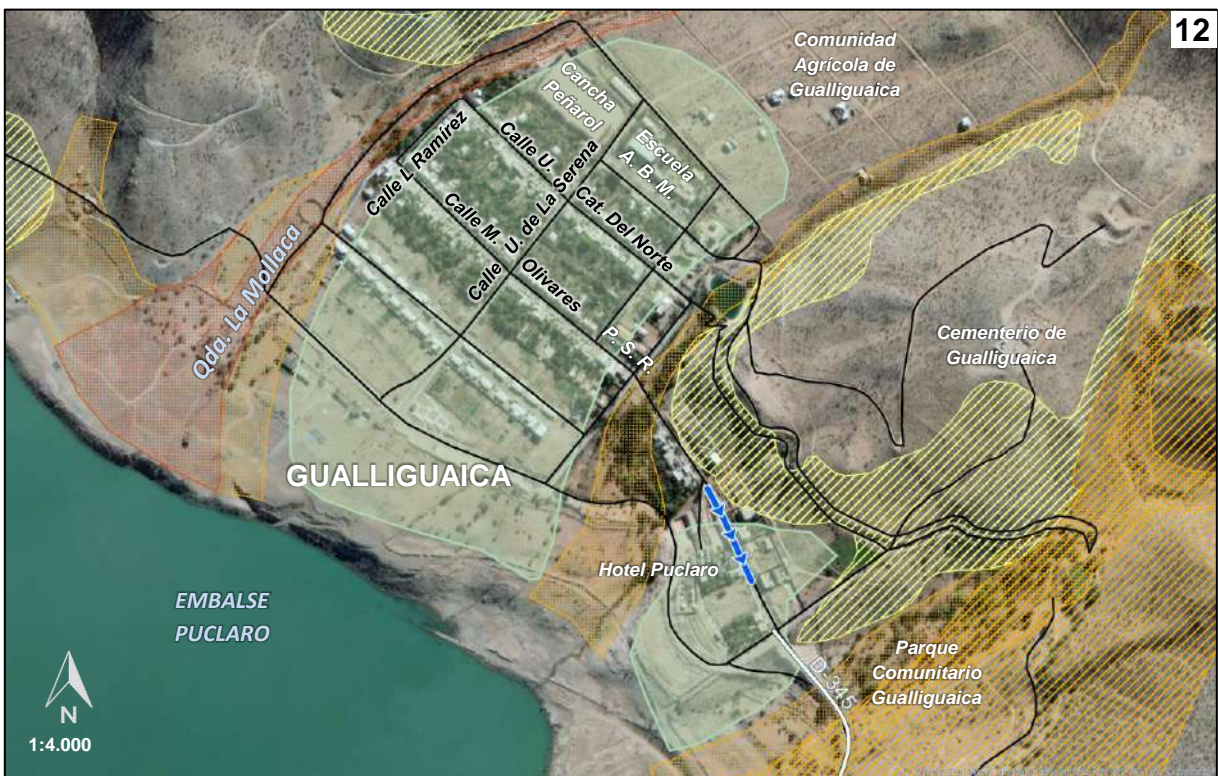 12
Comunidad
Agrícola de
Gualliguaica
Cancha
Peñarol
Escuela
A. B. M.
Calle L Ramírez
Calle U.
Cat. Del Norte
Calle U. de La Serena
Calle M.
Olivares
P. S. R.
Qda. La Mollaca
Cementerio de
Gualliguaica
GUALLIGUAICA
Hotel Puclaro
EMBALSE
PUCLARO
Parque
Comunitario
Gualliguaica
D-345
N
1:4.000